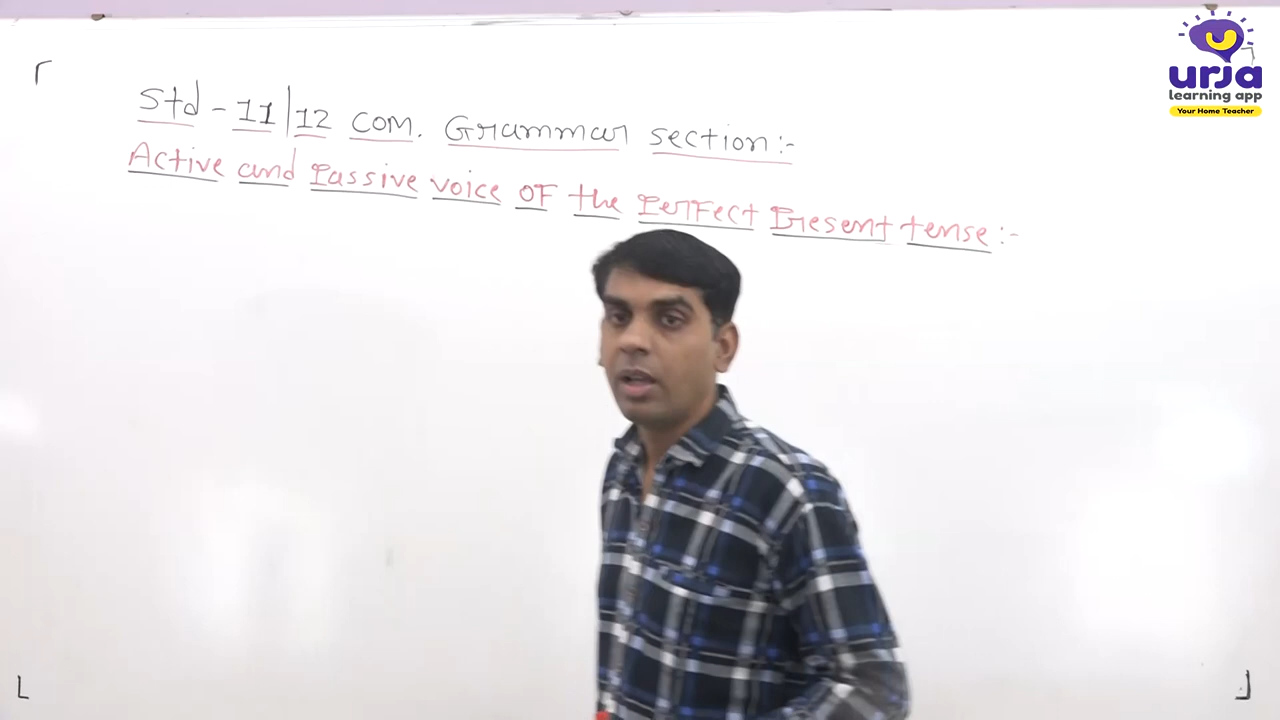 Std - 11|12 com. Grammar section:-
Active and Passive voice OF the PerFect Present tense:-
urja
learning app
Your Home Teacher